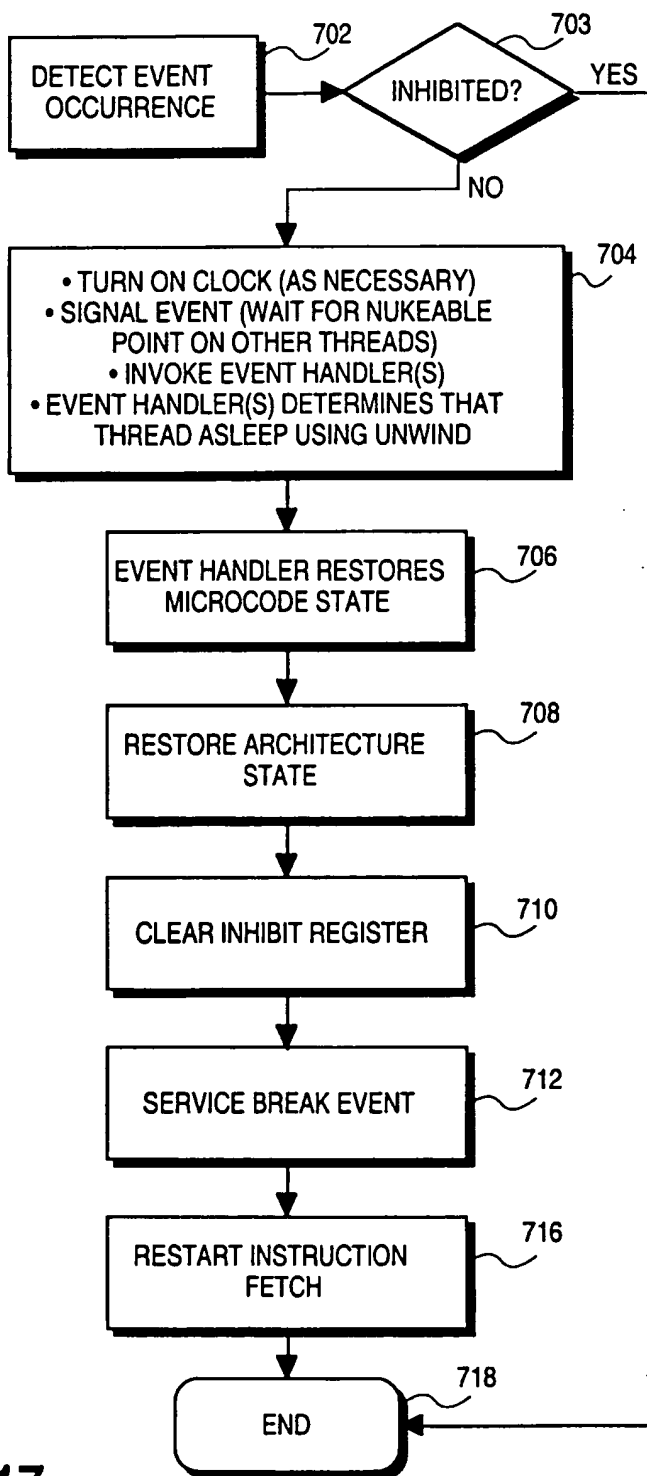 702
703
DETECT EVENT
OCCURRENCE
INHIBITED?
YES
NO
704
• TURN ON CLOCK (AS NECESSARY)
• SIGNAL EVENT (WAIT FOR NUKEABLE
POINT ON OTHER THREADS)
• INVOKE EVENT HANDLER(S)
• EVENT HANDLER(S) DETERMINES THAT
THREAD ASLEEP USING UNWIND
706
EVENT HANDLER RESTORES
MICROCODE STATE
708
RESTORE ARCHITECTURE
STATE
710
CLEAR INHIBIT REGISTER
712
SERVICE BREAK EVENT
716
RESTART INSTRUCTION
FETCH
718
END